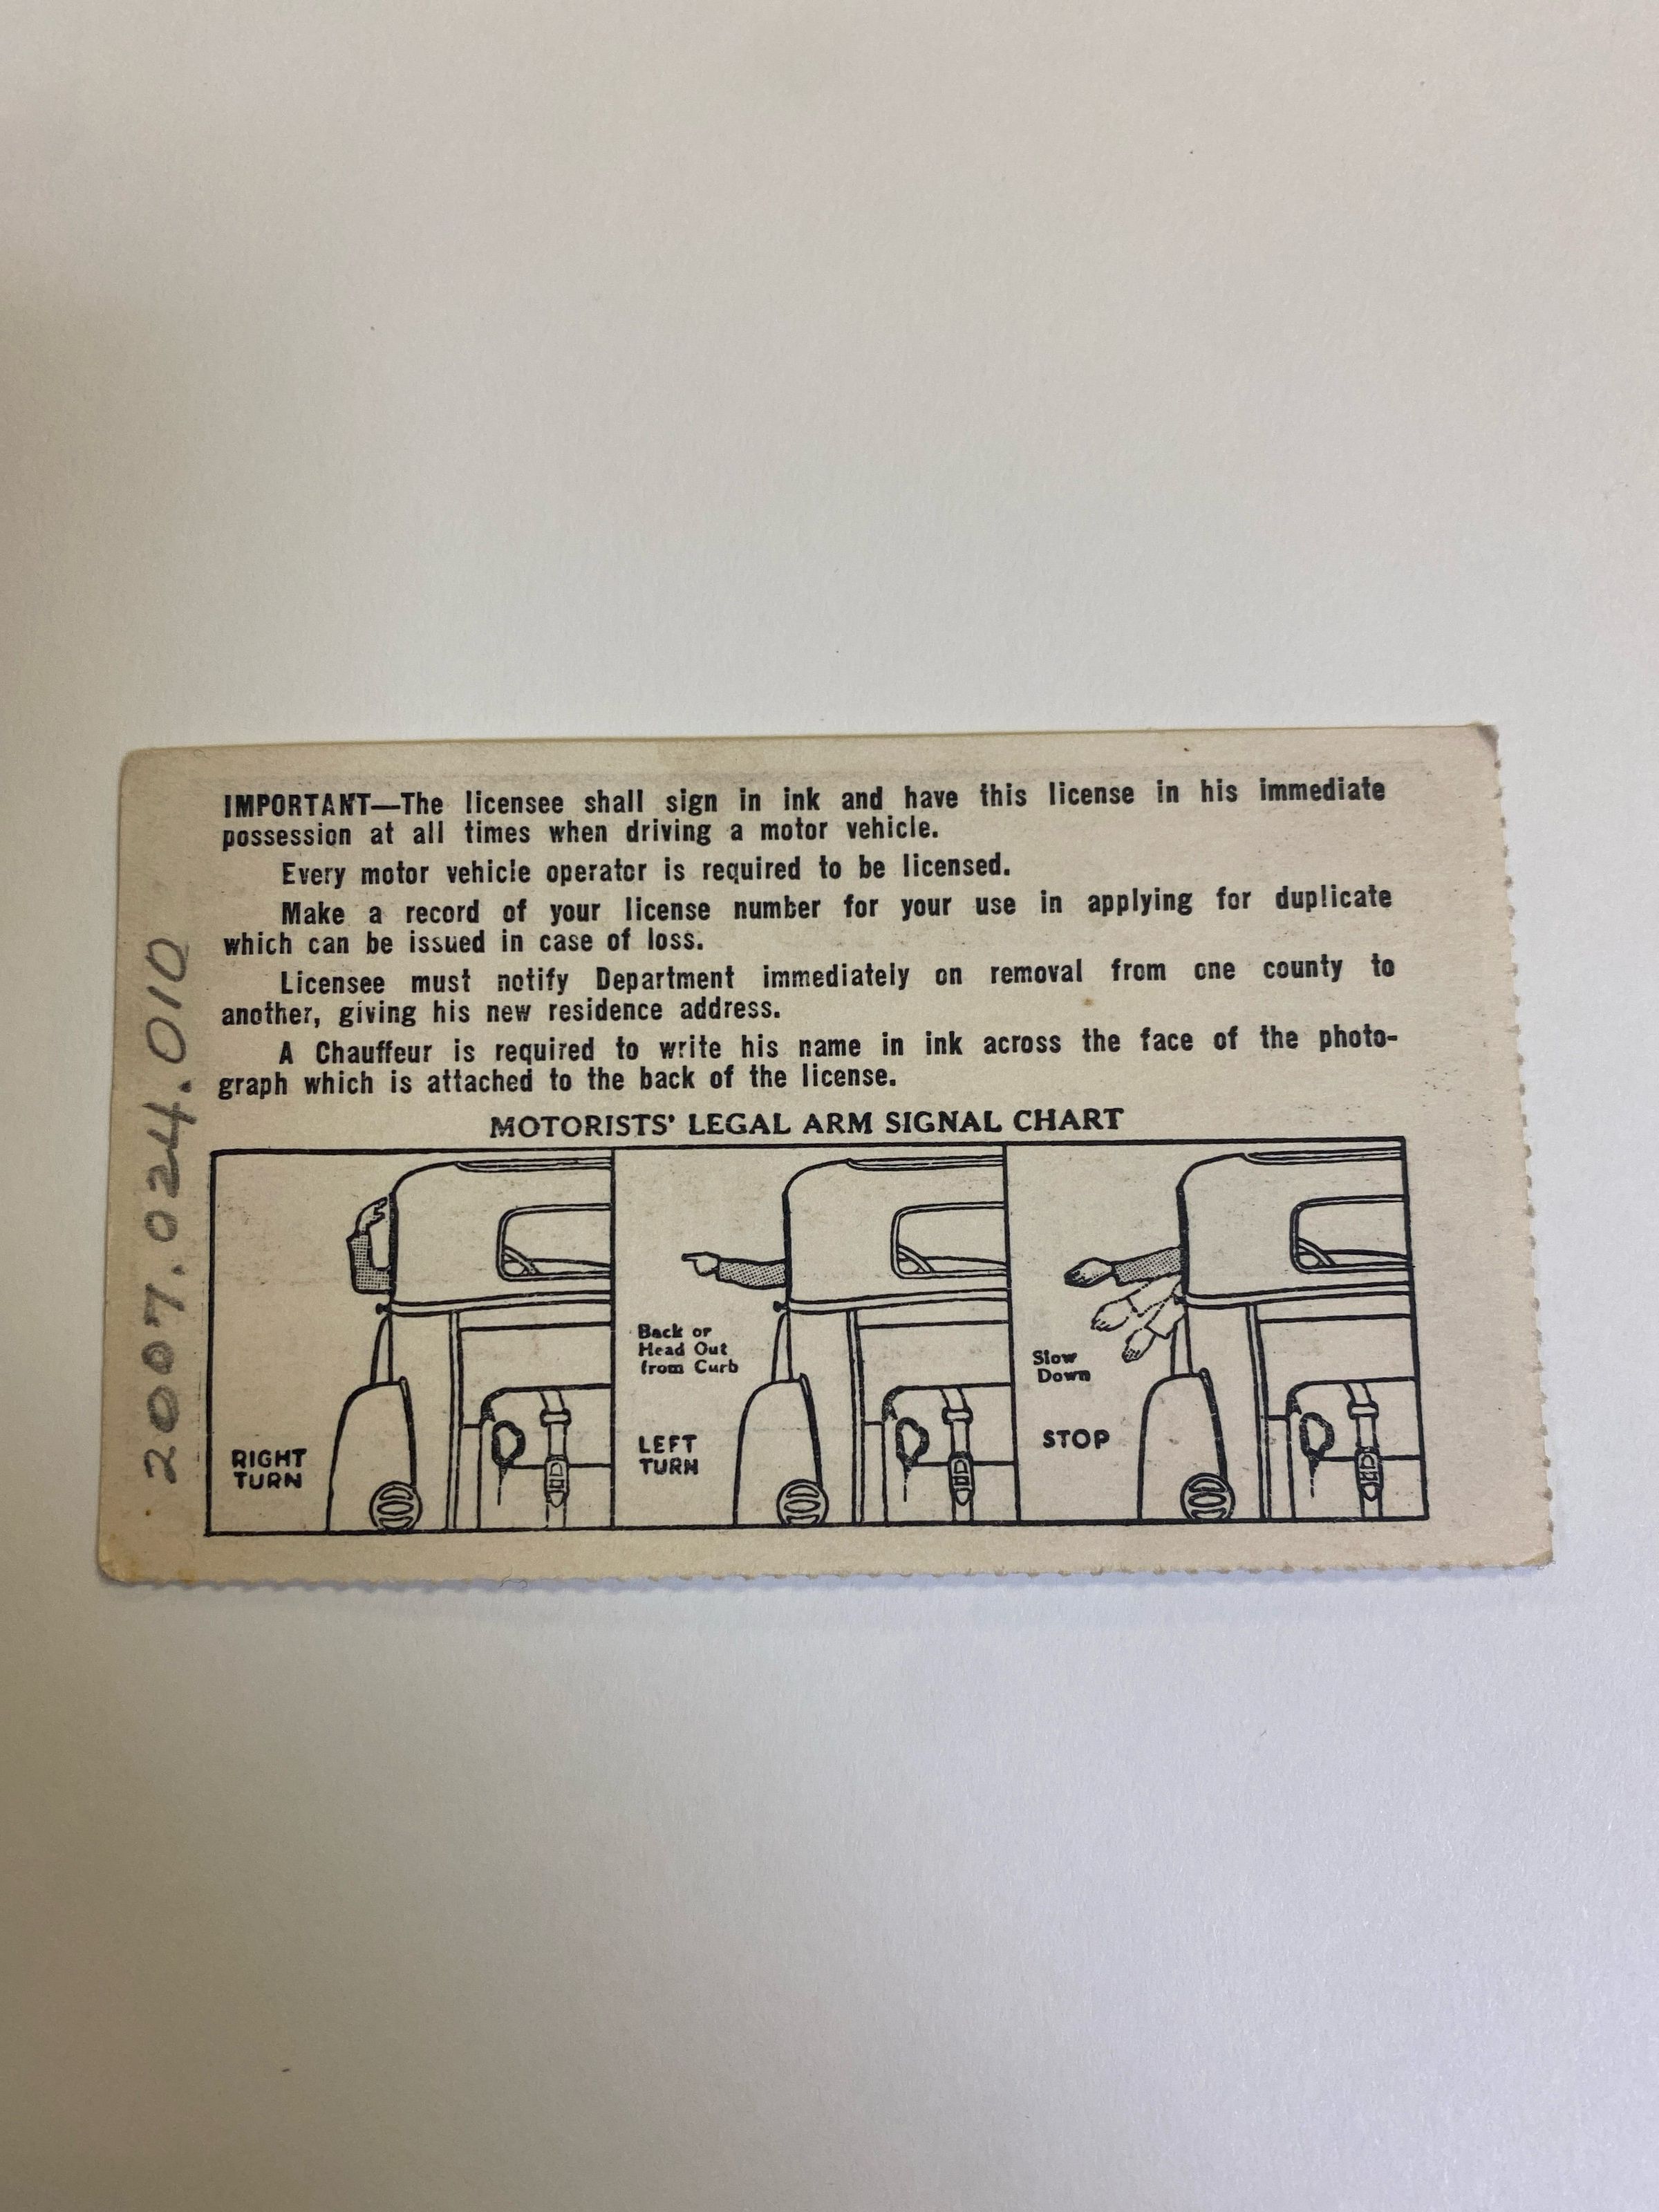 IMPORTANT—The licensee shall sign in ink and have this license in his immediate
possession at all times when driving a motor vehicle.
Every motor vehicle operator is required to be licensed.
Make a record of your license number for your use in applying for duplicate
which can be issued in case of loss.
Licensee must notify Department immediately on removal from one county to
another, giving his new residence address.
A Chauffeur is required to write his name in ink across the face of the photo-
graph which is attached to the back of the license.
MOTORISTS' LEGAL ARM SIGNAL CHART
RIGHT
TURN
Back or
Head Out
from Curb
LEFT
TURN
Slow
Down
STOP
2007.024.010